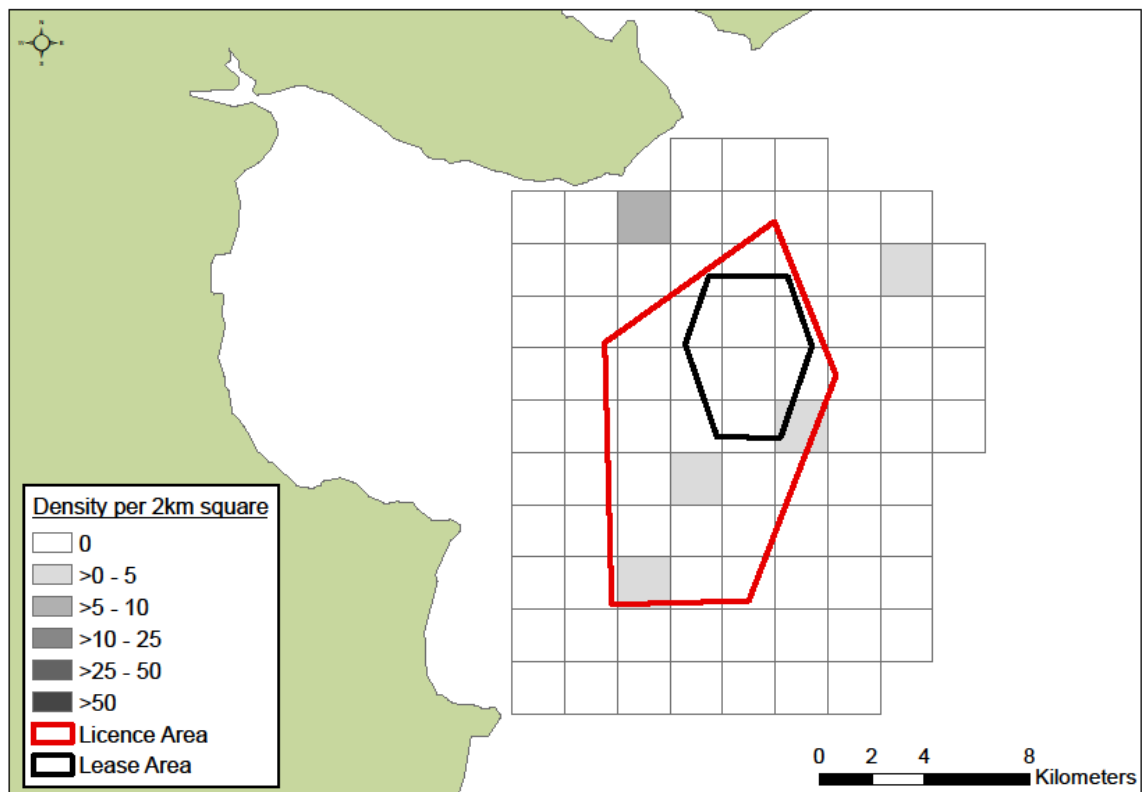 N
E
S
Density per 2km square
0
>0 - 5
>5 - 10
>10 - 25
>25 - 50
>50
Licence Area
Lease Area
0 2 4 8
Kilometers